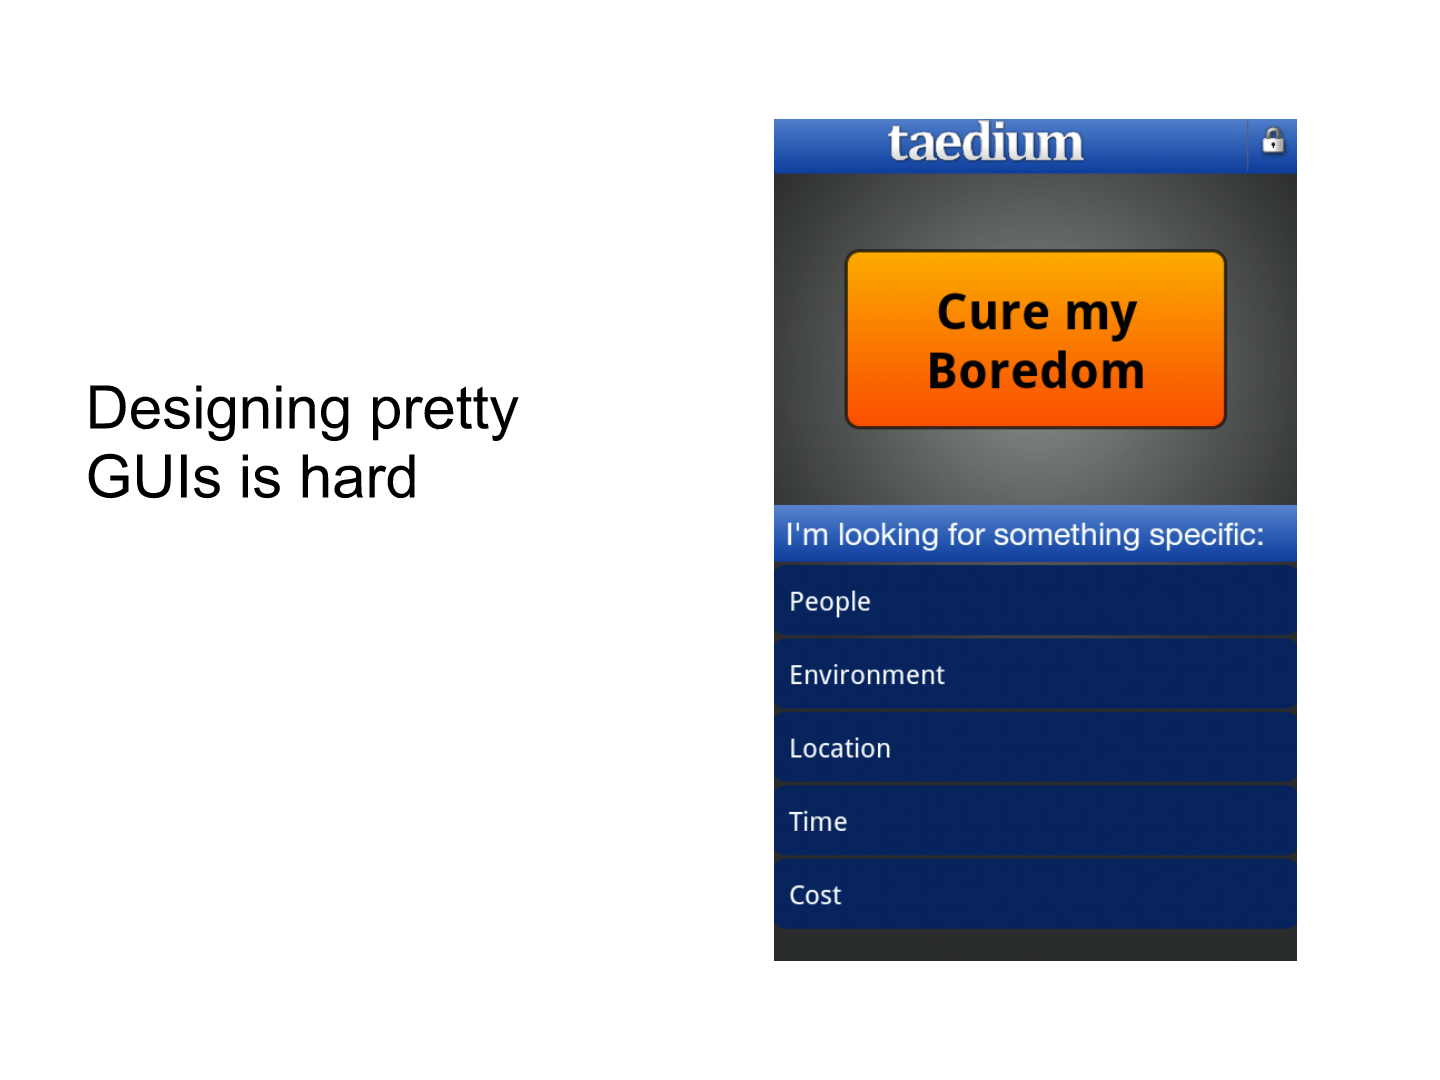 Designing pretty
GUIs is hard
taedium
Cure my
Boredom
I'm looking for something specific:
People
Environment
Location
Time
Cost